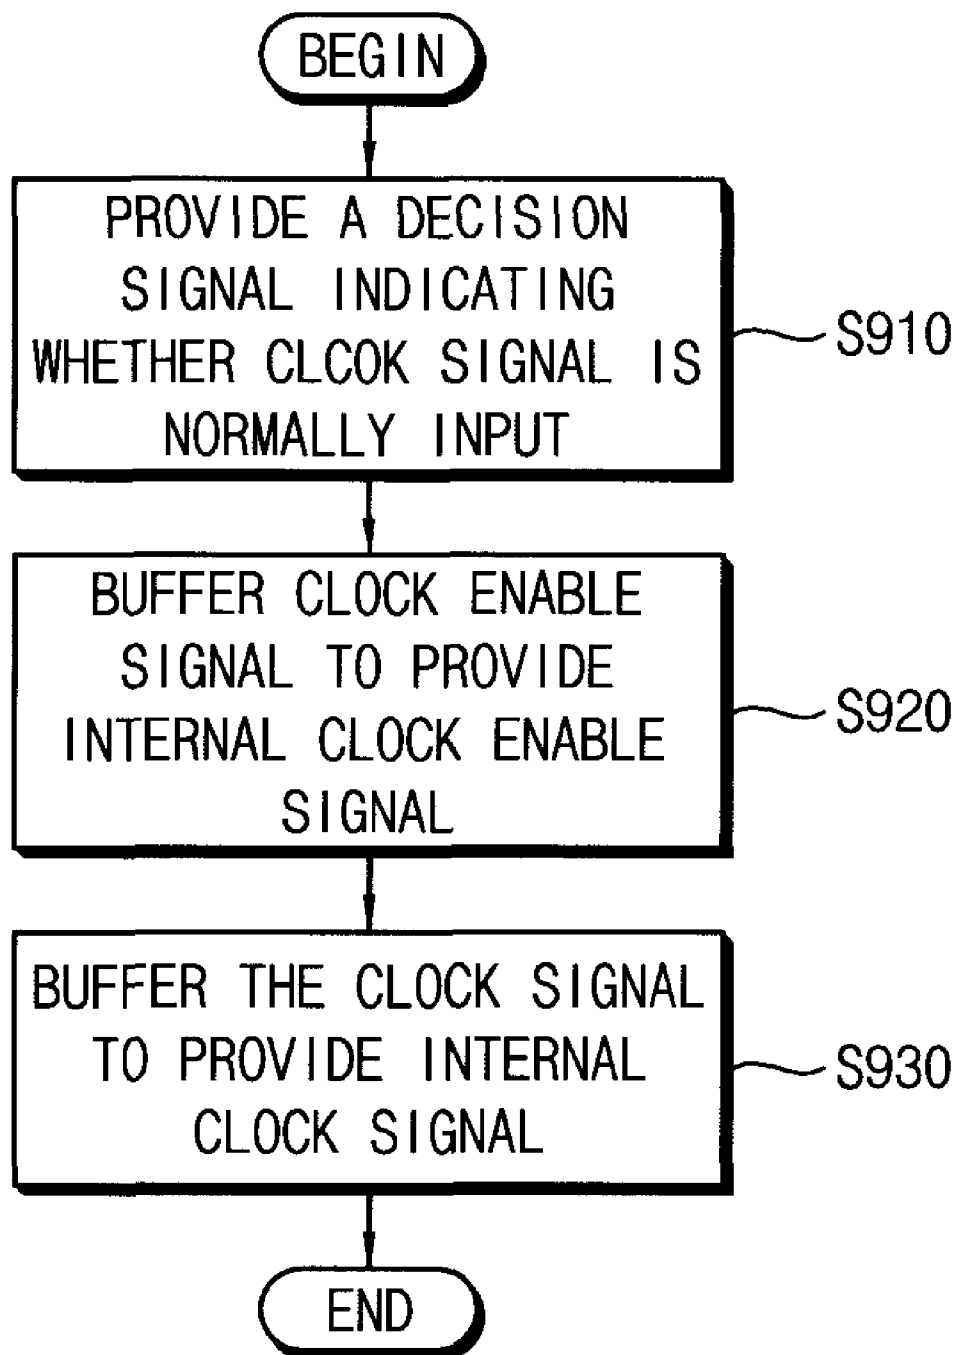 BEGIN
PROVIDE A DECISION
SIGNAL INDICATING
WHETHER CLCOK SIGNAL IS
NORMALLY INPUT
S910
BUFFER CLOCK ENABLE
SIGNAL TO PROVIDE
INTERNAL CLOCK ENABLE
SIGNAL
S920
BUFFER THE CLOCK SIGNAL
TO PROVIDE INTERNAL
CLOCK SIGNAL
S930
END